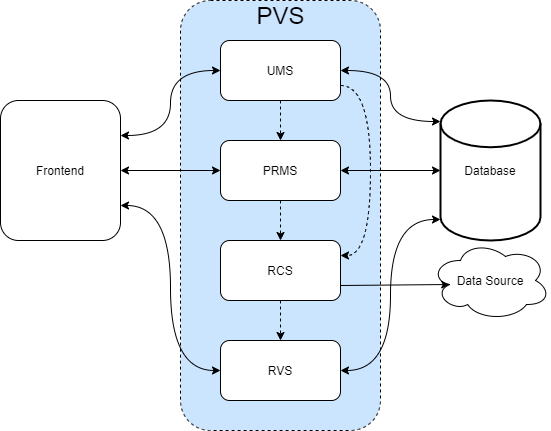 PVS
UMS
Frontend
PRMS
Database
RCS
Data Source
RVS